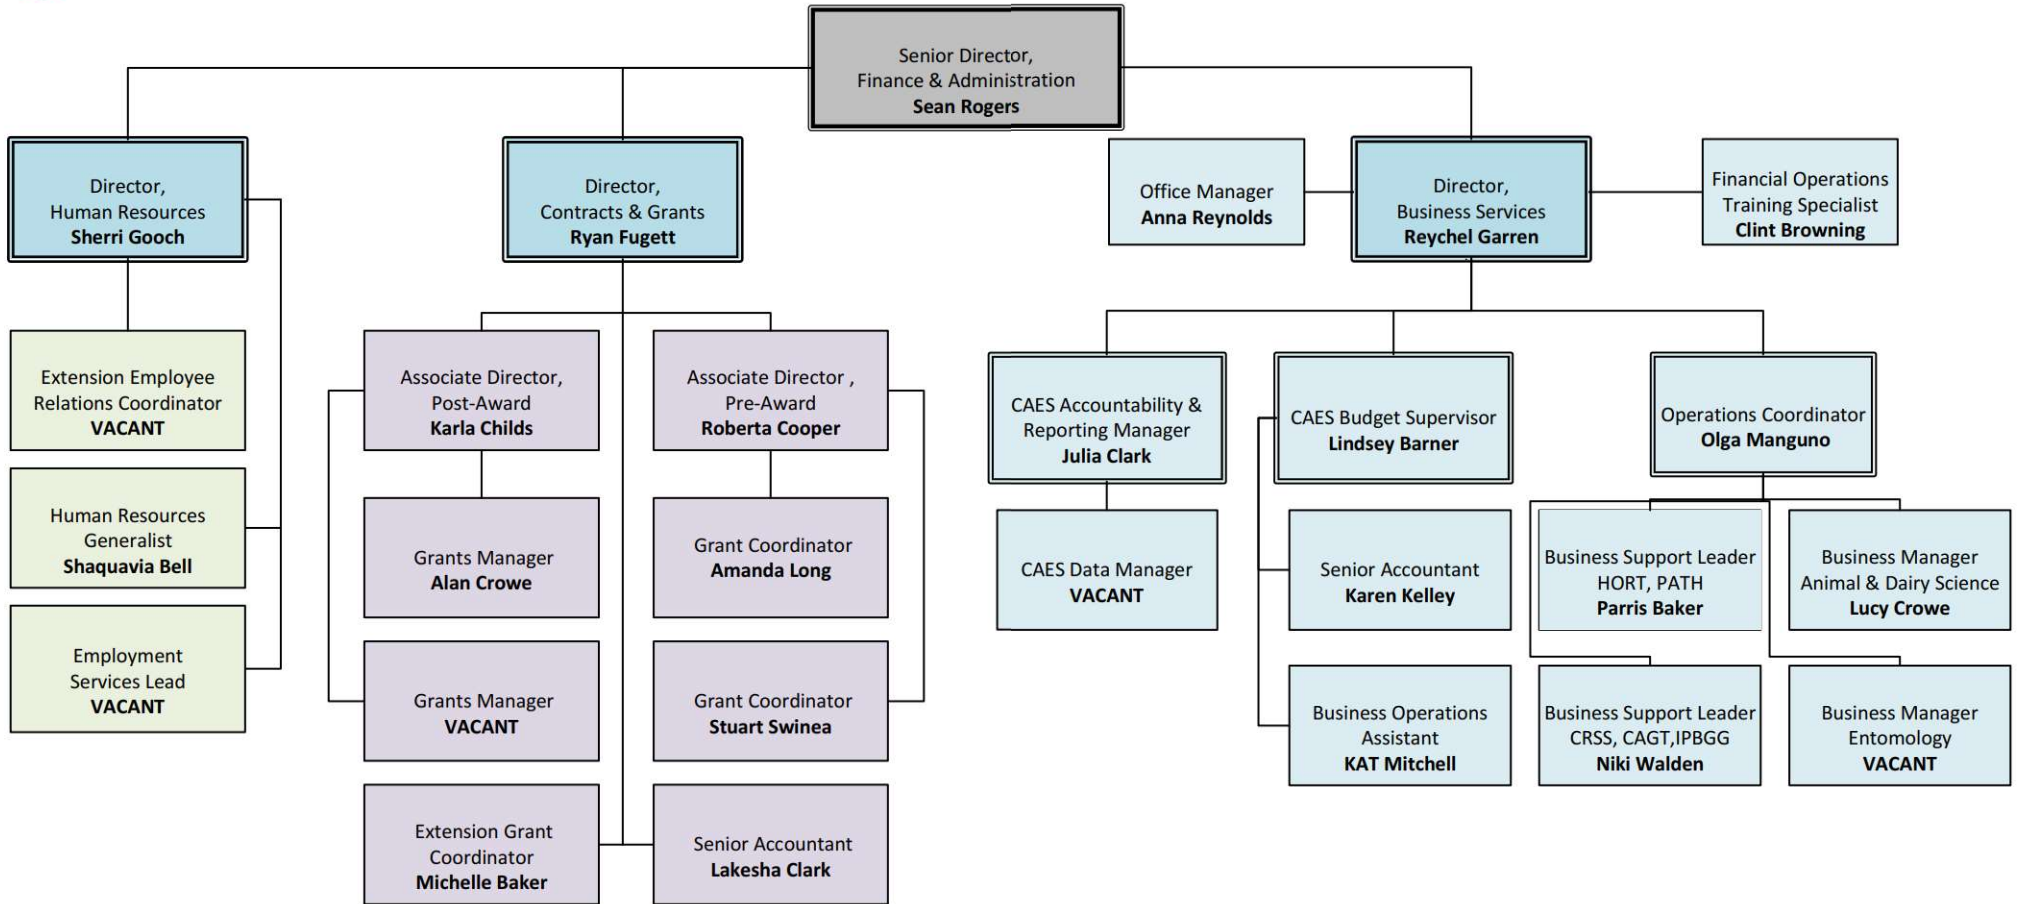 Senior Director,
Finance & Administration
Sean Rogers
Director,
Human Resources
Sherri Gooch
Director,
Contracts & Grants
Ryan Fugett
Office Manager
Anna Reynolds
Director,
Business Services
Reychel Garren
Financial Operations
Training Specialist
Clint Browning
Extension Employee
Relations Coordinator
VACANT
Human Resources
Generalist
Shaquavia Bell
Employment
Services Lead
VACANT
Associate Director,
Post-Award
Karla Childs
Associate Director ,
Pre-Award
Roberta Cooper
Grants Manager
Alan Crowe
Grant Coordinator
Amanda Long
Grants Manager
VACANT
Grant Coordinator
Stuart Swinea
Extension Grant
Coordinator
Michelle Baker
Senior Accountant
Lakesha Clark
CAES Accountability &
Reporting Manager
Julia Clark
CAES Budget Supervisor
Lindsey Barner
Operations Coordinator
Olga Manguno
CAES Data Manager
VACANT
Senior Accountant
Karen Kelley
Business Support Leader
HORT, PATH
Parris Baker
Business Manager
Animal & Dairy Science
Lucy Crowe
Business Operations
Assistant
KAT Mitchell
Business Support Leader
CRSS, CAGT,IPBGG
Niki Walden
Business Manager
Entomology
VACANT